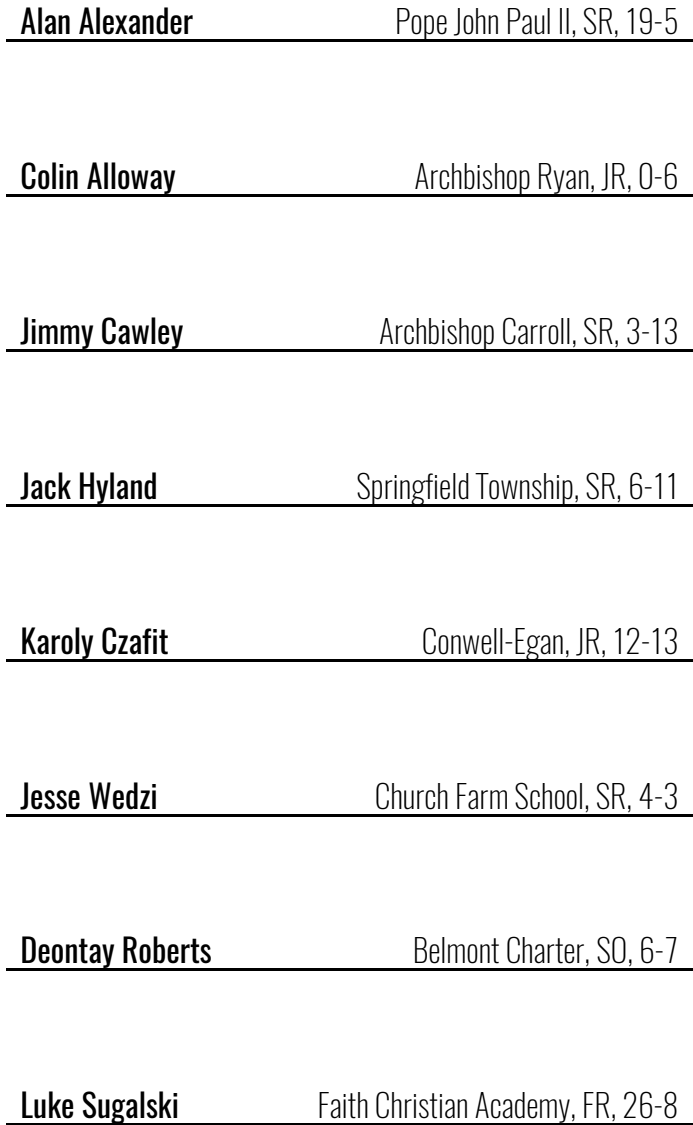 Alan Alexander Pope John Paul II, SR, 19-5
Colin Alloway Archbishop Ryan, JR, 0-6
Jimmy Cawley Archbishop Carroll, SR, 3-13
Jack Hyland Springfield Township, SR, 6-11
Karoly Czafit Conwell-Egan, JR, 12-13
Jesse Wedzi Church Farm School, SR, 4-3
Deontay Roberts Belmont Charter, SO, 6-7
Luke Sugalski Faith Christian Academy, FR, 26-8